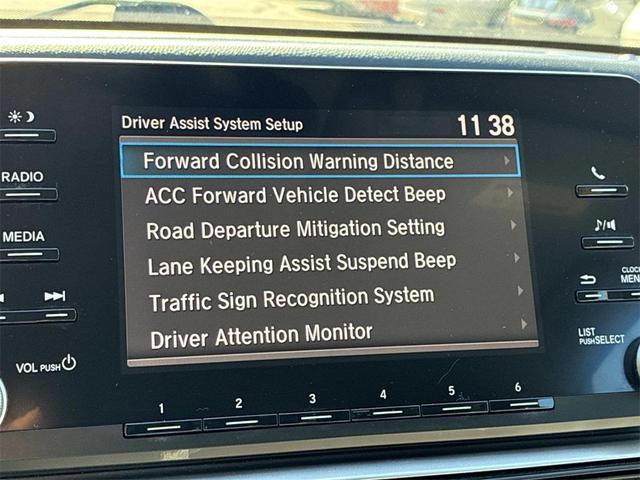 Driver Assist System Setup 11 38
Forward Collision Warning Distance
ACC Forward Vehicle Detect Beep
Road Departure Mitigation Setting
Lane Keeping Assist Suspend Beep
Traffic Sign Recognition System
Driver Attention Monitor
RADIO
MEDIA
VOL PUSH
CLOCK
MENU
LIST
PUSH SELECT
1 2 3 4 5 6